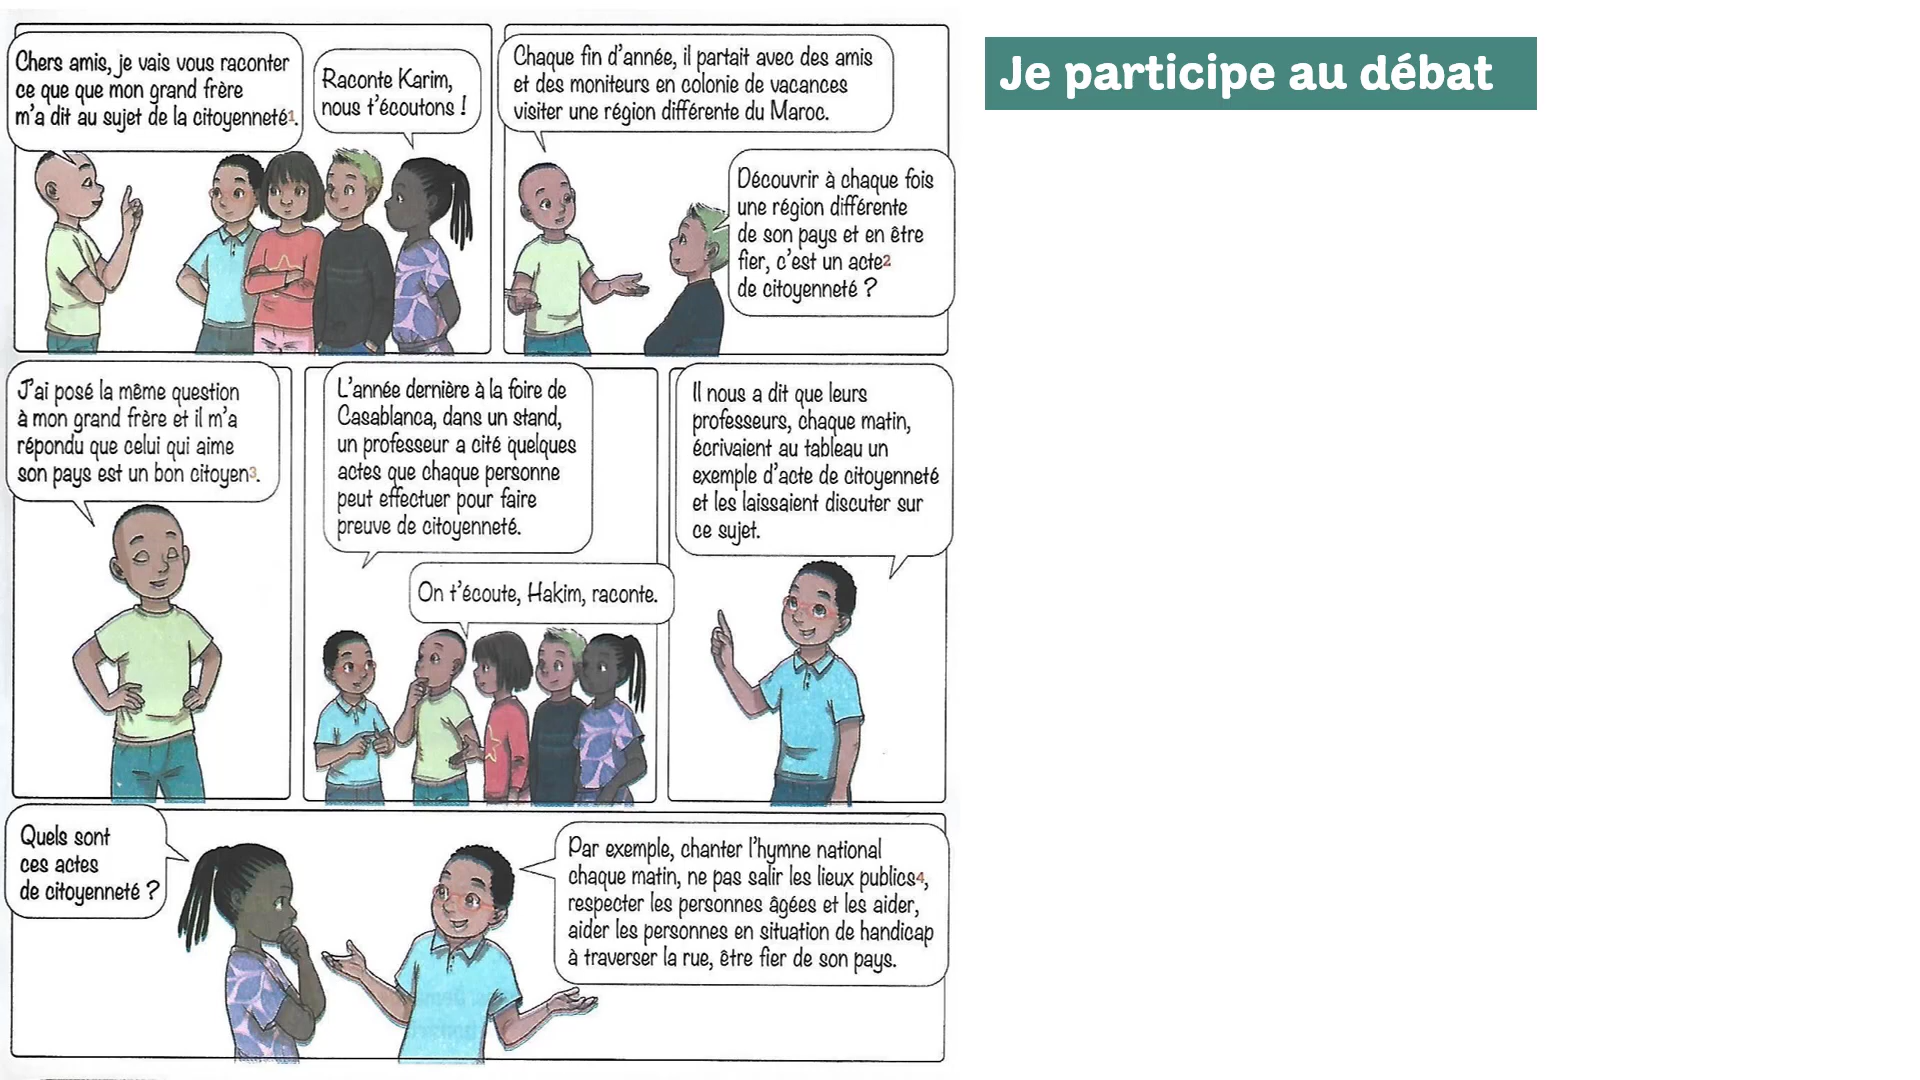 Chers amis, je vais vous raconter
ce que que mon grand frère
m'a dit au sujet de la citoyenneté1.
Raconte Karim,
nous t'écoutons !
Chaque fin d'année, il partait avec des amis
et des moniteurs en colonie de vacances
visiter une région différente du Maroc.
Découvrir à chaque fois
une région différente
de son pays et en être
fier, c'est un acte2
de citoyenneté ?
J'ai posé la même question
à mon grand frère et il m'a
répondu que celui qui aime
son pays est un bon citoyen3.
L'année dernière à la foire de
Casablanca, dans un stand,
un professeur a cité quelques
actes que chaque personne
peut effectuer pour faire
preuve de citoyenneté.
On t'écoute, Hakim, raconte.
Il nous a dit que leurs
professeurs, chaque matin,
écrivaient au tableau un
exemple d'acte de citoyenneté
et les laissaient discuter sur
ce sujet.
Quels sont
ces actes
de citoyenneté ?
Par exemple, chanter l'hymne national
chaque matin, ne pas salir les lieux publics4,
respecter les personnes âgées et les aider,
aider les personnes en situation de handicap
à traverser la rue, être fier de son pays.
Je participe au débat